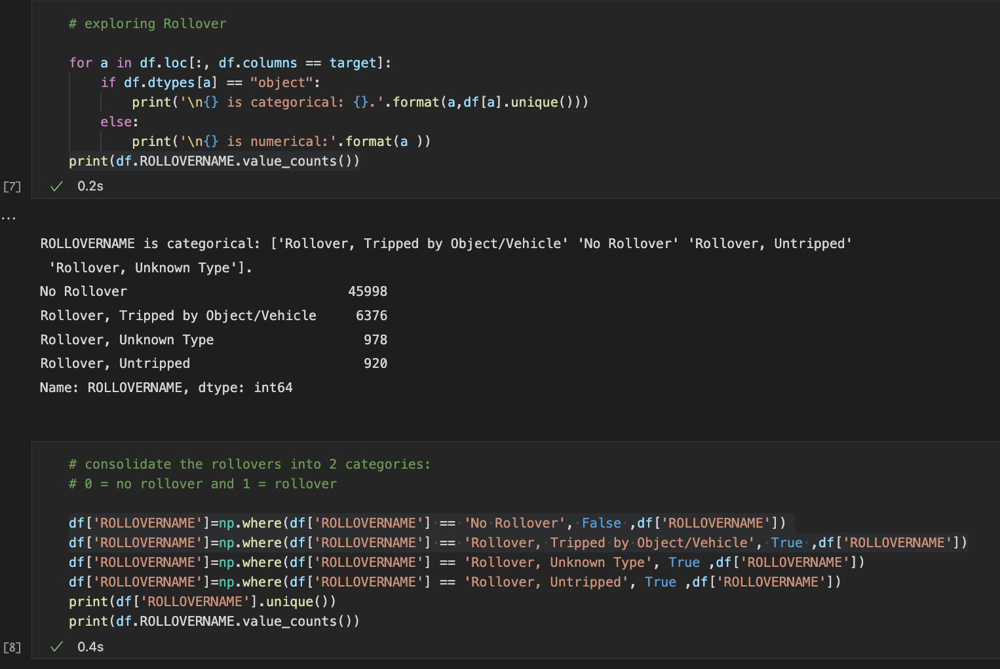 # exploring Rollover
for a in df.loc[:, df.columns == target]:
    if df.dtypes[a] == "object":
        print('\n{} is categorical: {}.'.format(a,df[a].unique()))
    else:
        print('\n{} is numerical:'.format(a ))
print(df.ROLLOVERNAME.value_counts())
[7] ✓ 0.2s
...
ROLLOVERNAME is categorical: ['Rollover, Tripped by Object/Vehicle' 'No Rollover' 'Rollover, Untripped'
 'Rollover, Unknown Type'].
No Rollover                            45998
Rollover, Tripped by Object/Vehicle     6376
Rollover, Unknown Type                   978
Rollover, Untripped                      920
Name: ROLLOVERNAME, dtype: int64
# consolidate the rollovers into 2 categories:
# 0 = no rollover and 1 = rollover
df['ROLLOVERNAME']=np.where(df['ROLLOVERNAME'] == 'No Rollover', False ,df['ROLLOVERNAME'])
df['ROLLOVERNAME']=np.where(df['ROLLOVERNAME'] == 'Rollover, Tripped by Object/Vehicle', True ,df['ROLLOVERNAME'])
df['ROLLOVERNAME']=np.where(df['ROLLOVERNAME'] == 'Rollover, Unknown Type', True ,df['ROLLOVERNAME'])
df['ROLLOVERNAME']=np.where(df['ROLLOVERNAME'] == 'Rollover, Untripped', True ,df['ROLLOVERNAME'])
print(df['ROLLOVERNAME'].unique())
print(df.ROLLOVERNAME.value_counts())
[8] ✓ 0.4s